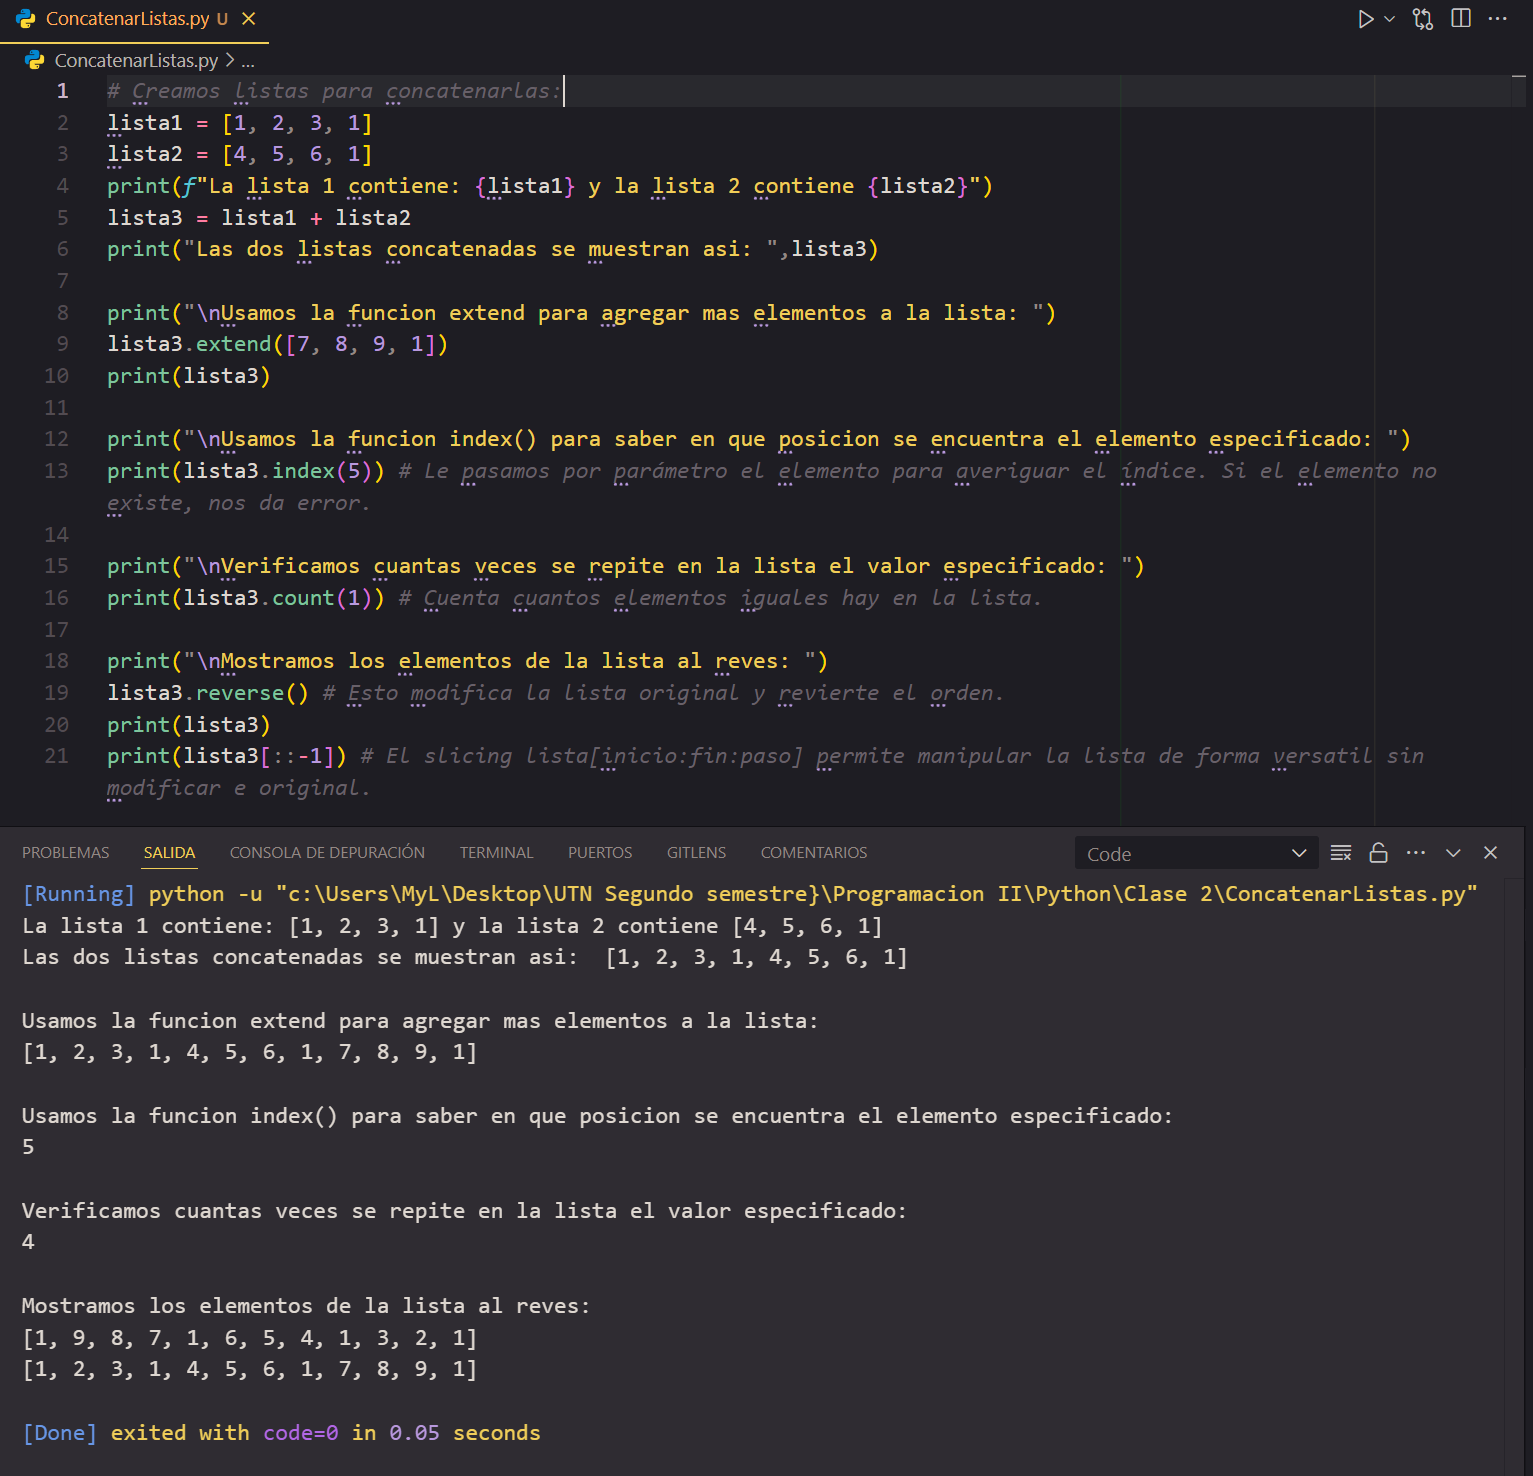 ConcatenarListas.py U
ConcatenarListas.py > ...
1 # Creamos listas para concatenarlas:
2 lista1 = [1, 2, 3, 1]
3 lista2 = [4, 5, 6, 1]
4 print(f"La lista 1 contiene: {lista1} y la lista 2 contiene {lista2}")
5 lista3 = lista1 + lista2
6 print("Las dos listas concatenadas se muestran asi: ",lista3)
7
8 print("\nUsamos la funcion extend para agregar mas elementos a la lista: ")
9 lista3.extend([7, 8, 9, 1])
10 print(lista3)
11
12 print("\nUsamos la funcion index() para saber en que posicion se encuentra el elemento especificado: ")
13 print(lista3.index(5)) # Le pasamos por parámetro el elemento para averiguar el índice. Si el elemento no
existe, nos da error.
14
15 print("\nVerificamos cuantas veces se repite en la lista el valor especificado: ")
16 print(lista3.count(1)) # Cuenta cuantos elementos iguales hay en la lista.
17
18 print("\nMostramos los elementos de la lista al reves: ")
19 lista3.reverse() # Esto modifica la lista original y revierte el orden.
20 print(lista3)
21 print(lista3[::-1]) # El slicing lista[inicio:fin:paso] permite manipular la lista de forma versatil sin
modificar e original.
PROBLEMAS SALIDA CONSOLA DE DEPURACIÓN TERMINAL PUERTOS GITLENS COMENTARIOS Code
[Running] python -u "c:\Users\MyL\Desktop\UTN Segundo semestre}\Programacion II\Python\Clase 2\ConcatenarListas.py"
La lista 1 contiene: [1, 2, 3, 1] y la lista 2 contiene [4, 5, 6, 1]
Las dos listas concatenadas se muestran asi:  [1, 2, 3, 1, 4, 5, 6, 1]
Usamos la funcion extend para agregar mas elementos a la lista:
[1, 2, 3, 1, 4, 5, 6, 1, 7, 8, 9, 1]
Usamos la funcion index() para saber en que posicion se encuentra el elemento especificado:
5
Verificamos cuantas veces se repite en la lista el valor especificado:
4
Mostramos los elementos de la lista al reves:
[1, 9, 8, 7, 1, 6, 5, 4, 1, 3, 2, 1]
[1, 2, 3, 1, 4, 5, 6, 1, 7, 8, 9, 1]
[Done] exited with code=0 in 0.05 seconds